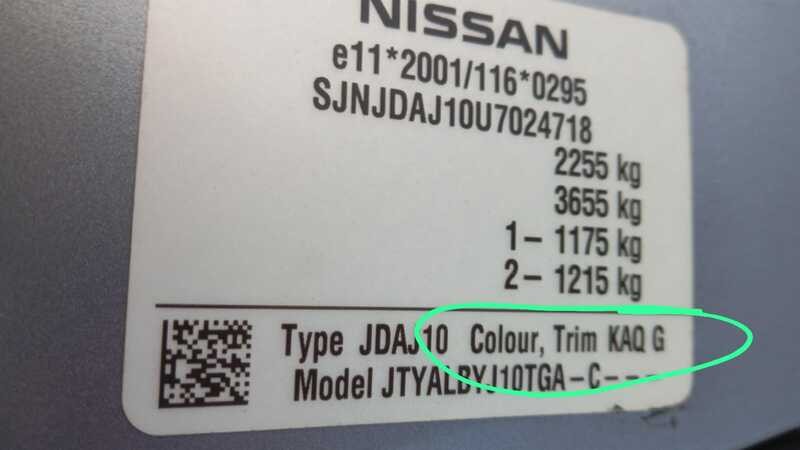 NISSAN
e11*2001/116*0295
SJNJDAJ10U7024718
2255 kg
3655 kg
1– 1175 kg
2– 1215 kg
Type JDAJ10 Colour, Trim KAQ G
Model JTYALBYJ10TGA–C– – –